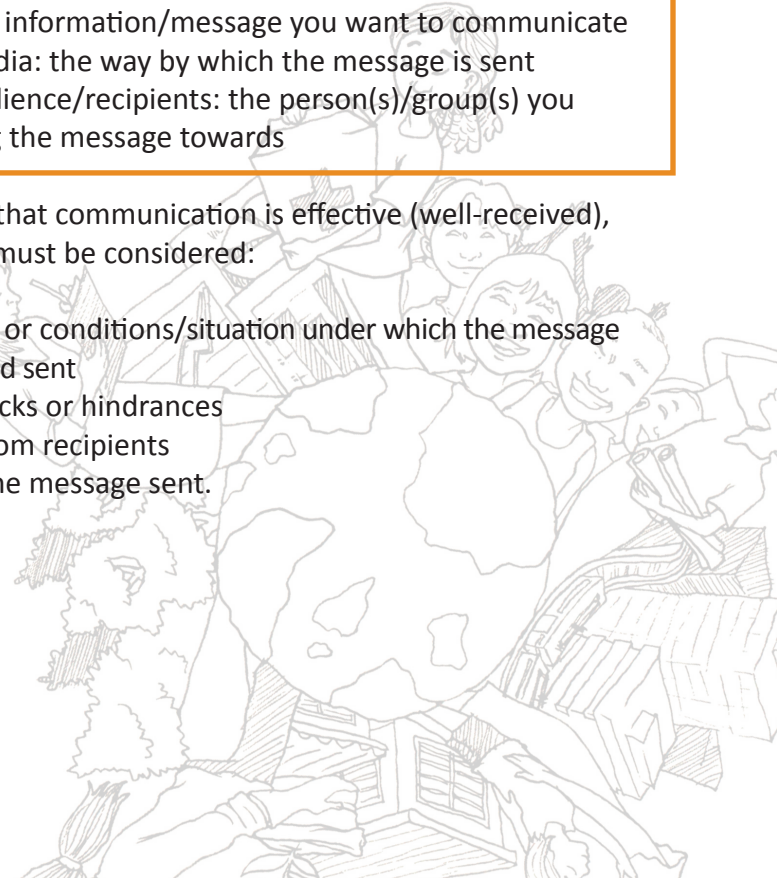 information/message you want to communicate
dia: the way by which the message is sent
dience/recipients: the person(s)/group(s) you
g the message towards
that communication is effective (well-received),
must be considered:
or conditions/situation under which the message
d sent
cks or hindrances
om recipients
he message sent.